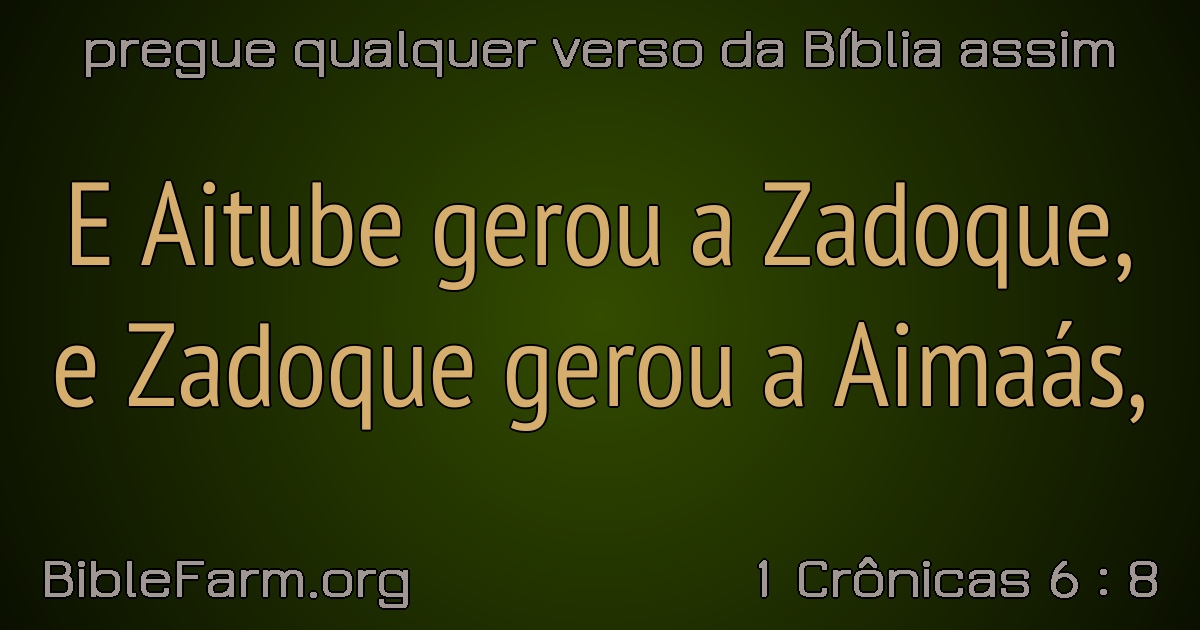 pregue qualquer verso da Bíblia assim
E Aitube gerou a Zadoque,
e Zadoque gerou a Aimaás,
BibleFarm.org
1 Crônicas 6 : 8